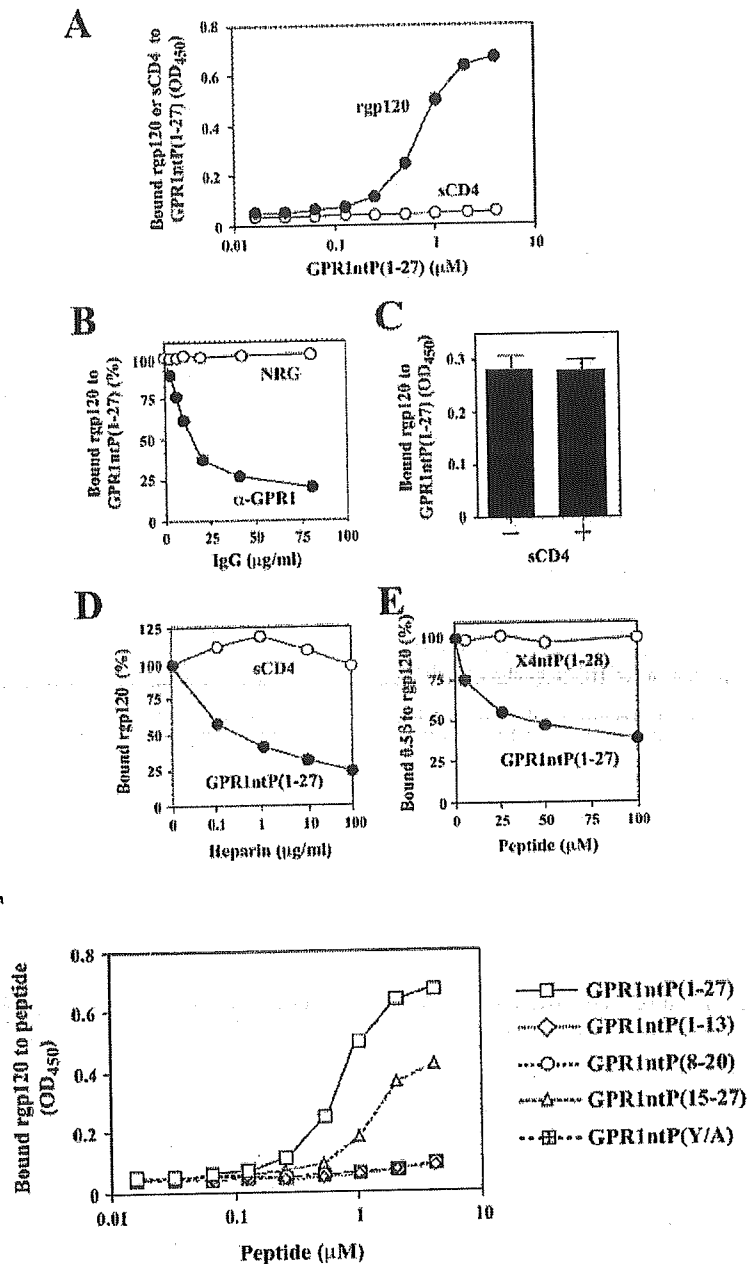 A
Bound rgp120 or sCD4 to
GPR1ntP(1-27) (OD450)
0.8
0.6
0.4
0.2
0
rgp120
sCD4
0.01
0.1
1
10
GPR1ntP(1-27) (μM)
B
Bound rgp120 to
GPR1ntP(1-27) (%)
100
75
50
25
0
NRG
α-GPR1
0
25
50
75
100
IgG (μg/ml)
C
Bound rgp120 to
GPR1ntP(1-27) (OD450)
0.3
0.2
0.1
0
−
+
sCD4
D
Bound rgp120 (%)
125
100
75
50
25
0
sCD4
GPR1ntP(1-27)
0
0.1
1
10
100
Heparin (μg/ml)
E
Bound 0.5β to rgp120 (%)
100
75
50
25
0
X4ntP(1-28)
GPR1ntP(1-27)
0
25
50
75
100
Peptide (μM)
Bound rgp120 to peptide
(OD450)
0.8
0.6
0.4
0.2
0
0.01
0.1
1
10
Peptide (μM)
GPR1ntP(1-27)
GPR1ntP(1-13)
GPR1ntP(8-20)
GPR1ntP(15-27)
GPR1ntP(Y/A)